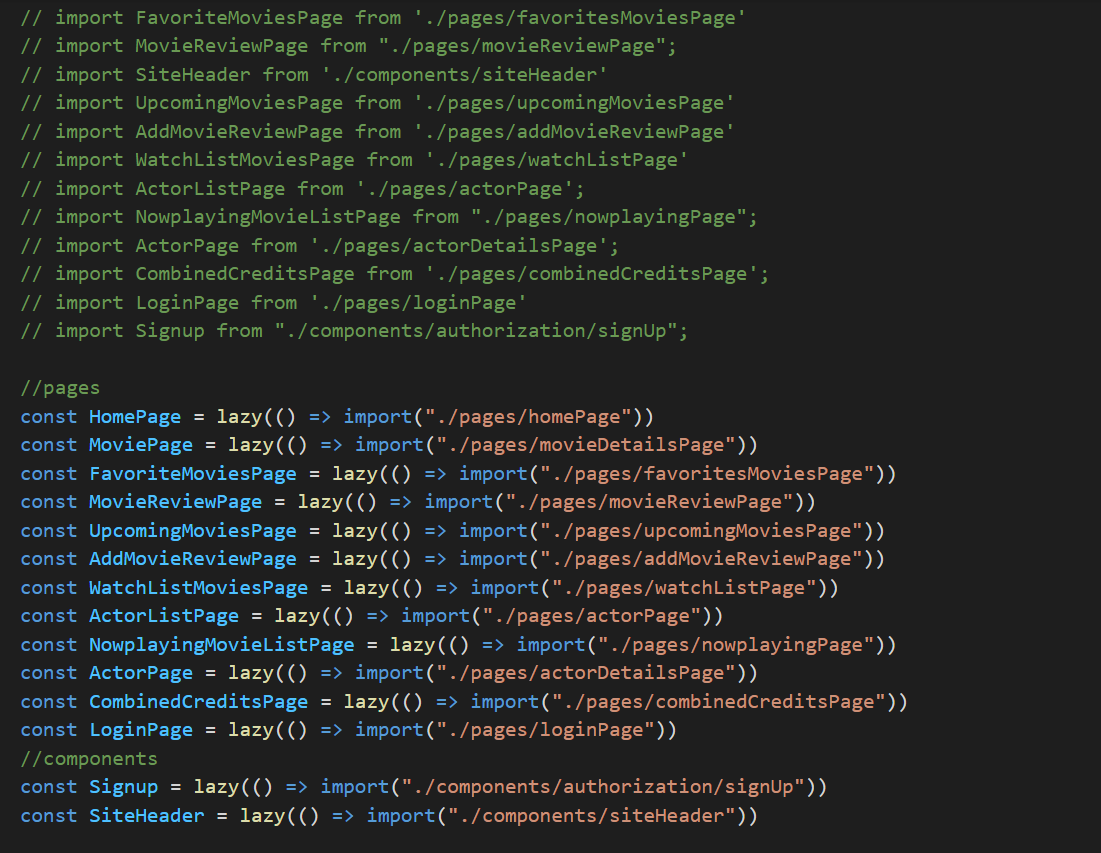 // import FavoriteMoviesPage from './pages/favoritesMoviesPage'
// import MovieReviewPage from "./pages/movieReviewPage";
// import SiteHeader from './components/siteHeader'
// import UpcomingMoviesPage from './pages/upcomingMoviesPage'
// import AddMovieReviewPage from './pages/addMovieReviewPage'
// import WatchListMoviesPage from './pages/watchListPage'
// import ActorListPage from './pages/actorPage';
// import NowplayingMovieListPage from "./pages/nowplayingPage";
// import ActorPage from './pages/actorDetailsPage';
// import CombinedCreditsPage from './pages/combinedCreditsPage';
// import LoginPage from './pages/loginPage'
// import Signup from "./components/authorization/signUp";

//pages
const HomePage = lazy(() => import("./pages/homePage"))
const MoviePage = lazy(() => import("./pages/movieDetailsPage"))
const FavoriteMoviesPage = lazy(() => import("./pages/favoritesMoviesPage"))
const MovieReviewPage = lazy(() => import("./pages/movieReviewPage"))
const UpcomingMoviesPage = lazy(() => import("./pages/upcomingMoviesPage"))
const AddMovieReviewPage = lazy(() => import("./pages/addMovieReviewPage"))
const WatchListMoviesPage = lazy(() => import("./pages/watchListPage"))
const ActorListPage = lazy(() => import("./pages/actorPage"))
const NowplayingMovieListPage = lazy(() => import("./pages/nowplayingPage"))
const ActorPage = lazy(() => import("./pages/actorDetailsPage"))
const CombinedCreditsPage = lazy(() => import("./pages/combinedCreditsPage"))
const LoginPage = lazy(() => import("./pages/loginPage"))
//components
const Signup = lazy(() => import("./components/authorization/signUp"))
const SiteHeader = lazy(() => import("./components/siteHeader"))